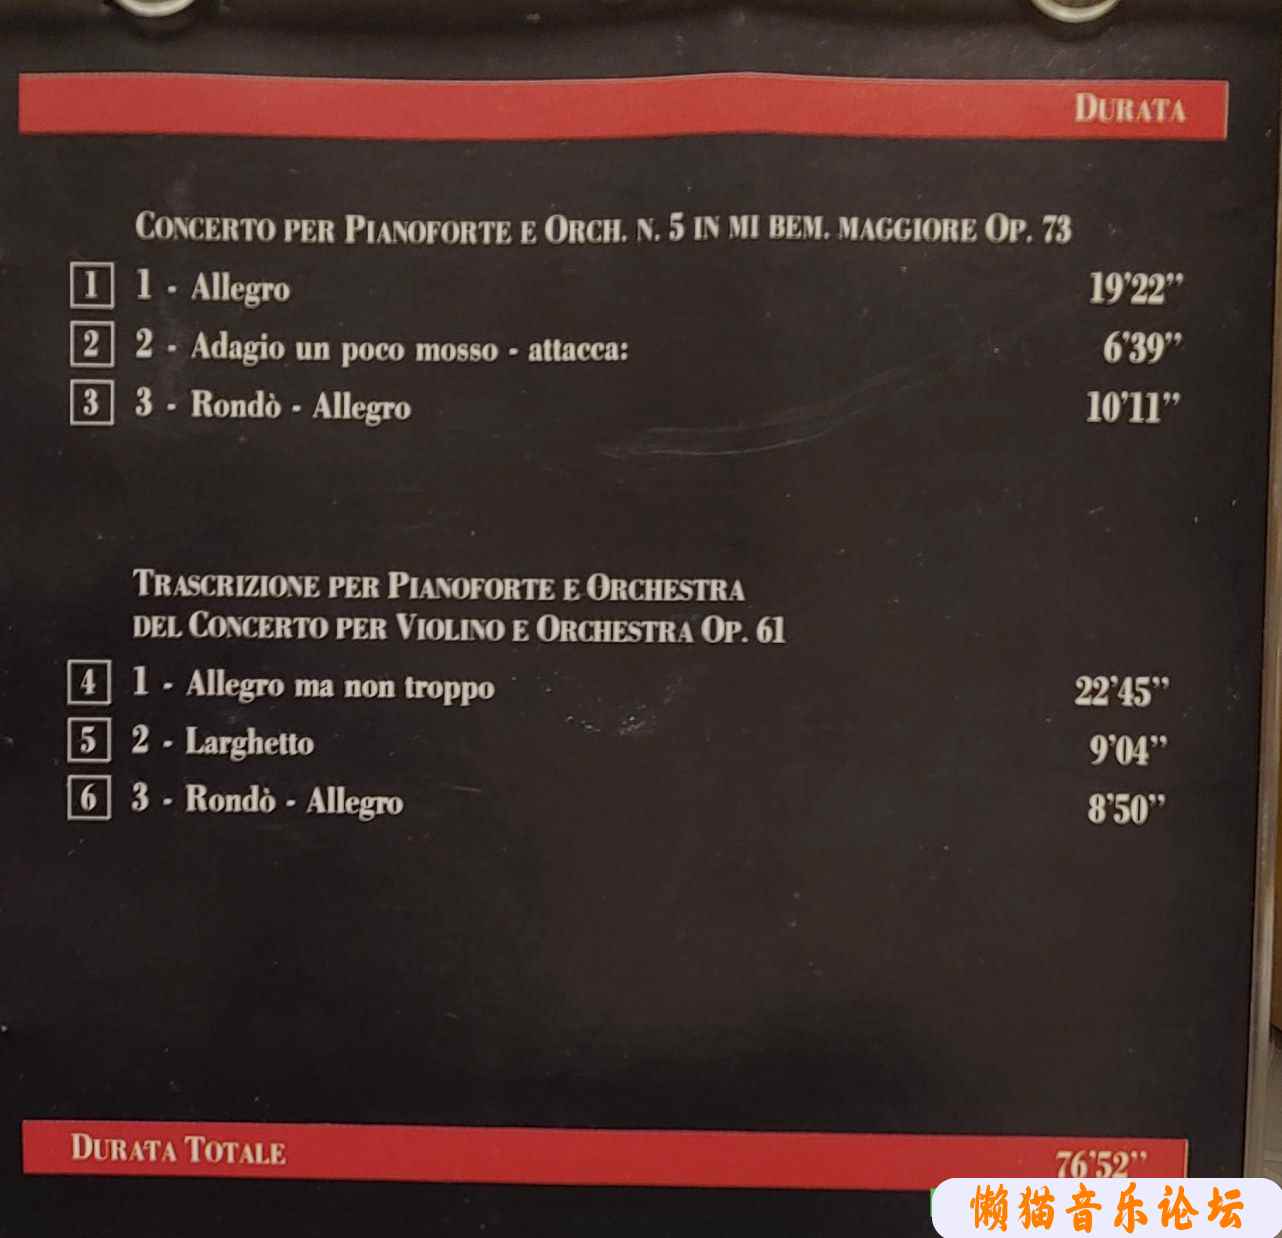 DURATA
CONCERTO PER PIANOFORTE E ORCH. N. 5 IN MI BEM. MAGGIORE OP. 73
1 1 - Allegro 19’22”
2 2 - Adagio un poco mosso - attacca: 6’39”
3 3 - Rondò - Allegro 10’11”
TRASCRIZIONE PER PIANOFORTE E ORCHESTRA
DEL CONCERTO PER VIOLINO E ORCHESTRA OP. 61
4 1 - Allegro ma non troppo 22’45”
5 2 - Larghetto 9’04”
6 3 - Rondò - Allegro 8’50”
DURATA TOTALE 76’52”
懒猫音乐论坛